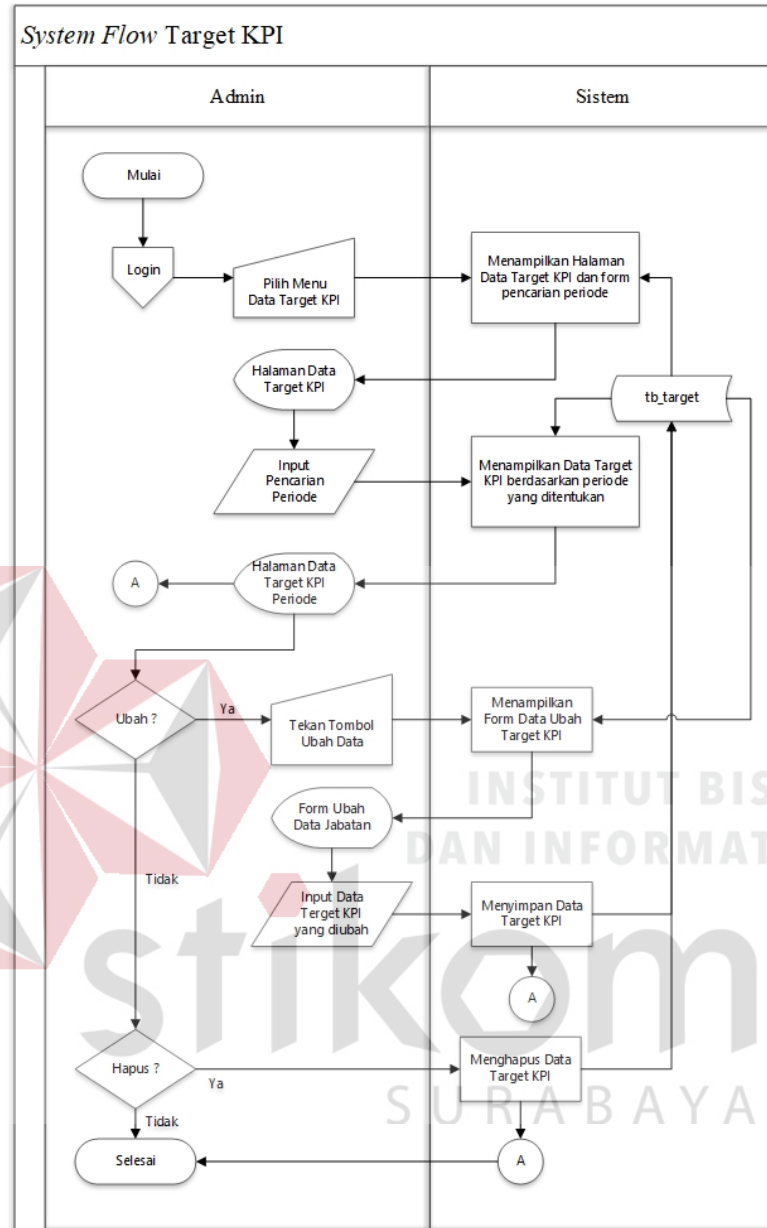 System Flow Target KPI
Admin
Sistem
Mulai
Login
Pilih Menu
Data Target KPI
Menampilkan Halaman
Data Target KPI dan form
pencarian periode
Halaman Data
Target KPI
tb_target
Input
Pencarian
Periode
Menampilkan Data Target
KPI berdasarkan periode
yang ditentukan
A
Halaman Data
Target KPI
Periode
Ubah ?
Ya
Tekan Tombol
Ubah Data
Menampilkan
Form Data Ubah
Target KPI
INSTITUT BIS
DAN INFORMAT
Form Ubah
Data Jabatan
Tidak
Input Data
Terget KPI
yang diubah
Menyimpan Data
Target KPI
stikom
A
Hapus ?
Ya
Menghapus Data
Target KPI
SURABAYA
Tidak
Selesai
A